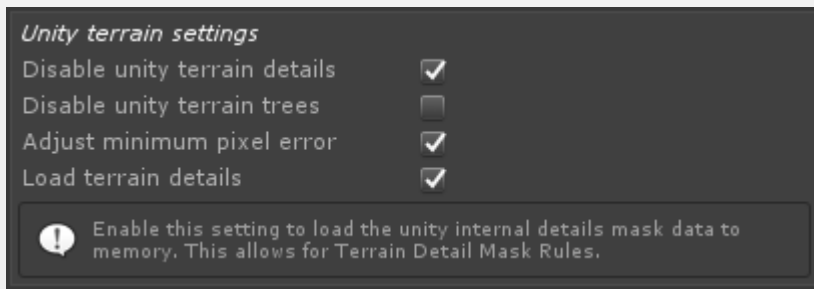 Unity terrain settings
Disable unity terrain details
Disable unity terrain trees
Adjust minimum pixel error
Load terrain details
Enable this setting to load the unity internal details mask data to
memory. This allows for Terrain Detail Mask Rules.